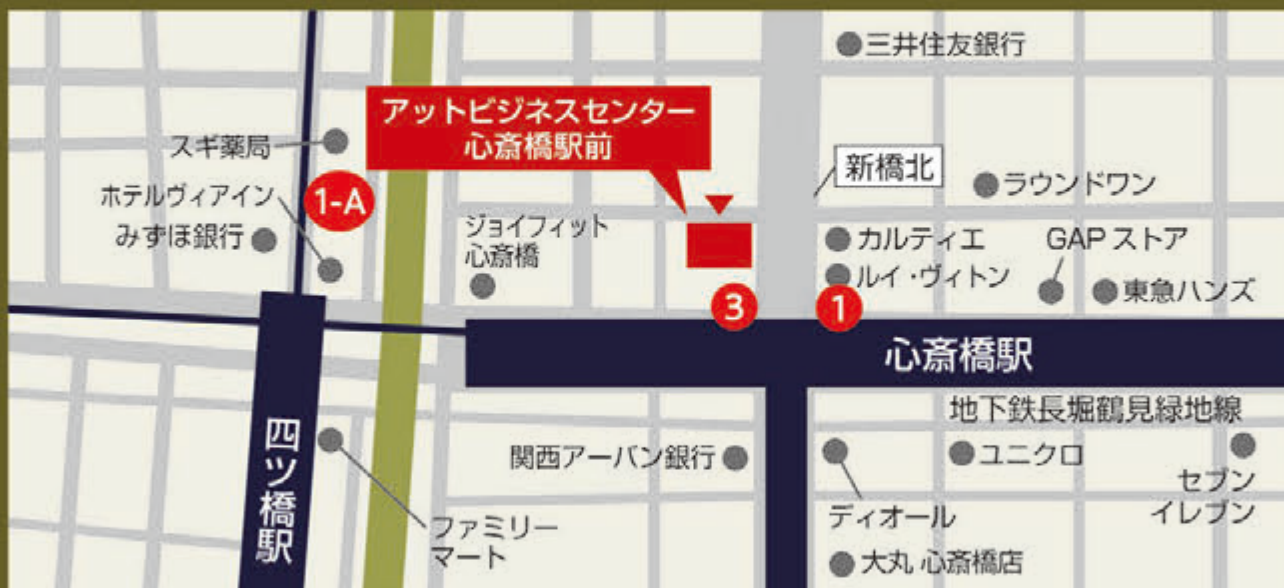 三井住友銀行
アットビジネスセンター
心斎橋駅前
スギ薬局
新橋北
ラウンドワン
ホテルヴィアイン
1-A
みずほ銀行
ジョイフィット
心斎橋
カルティエ
GAP ストア
ルイ・ヴィトン
東急ハンズ
3
1
心斎橋駅
地下鉄長堀鶴見緑地線
四ツ橋駅
関西アーバン銀行
ユニクロ
セブン
イレブン
ファミリー
マート
ディオール
大丸 心斎橋店